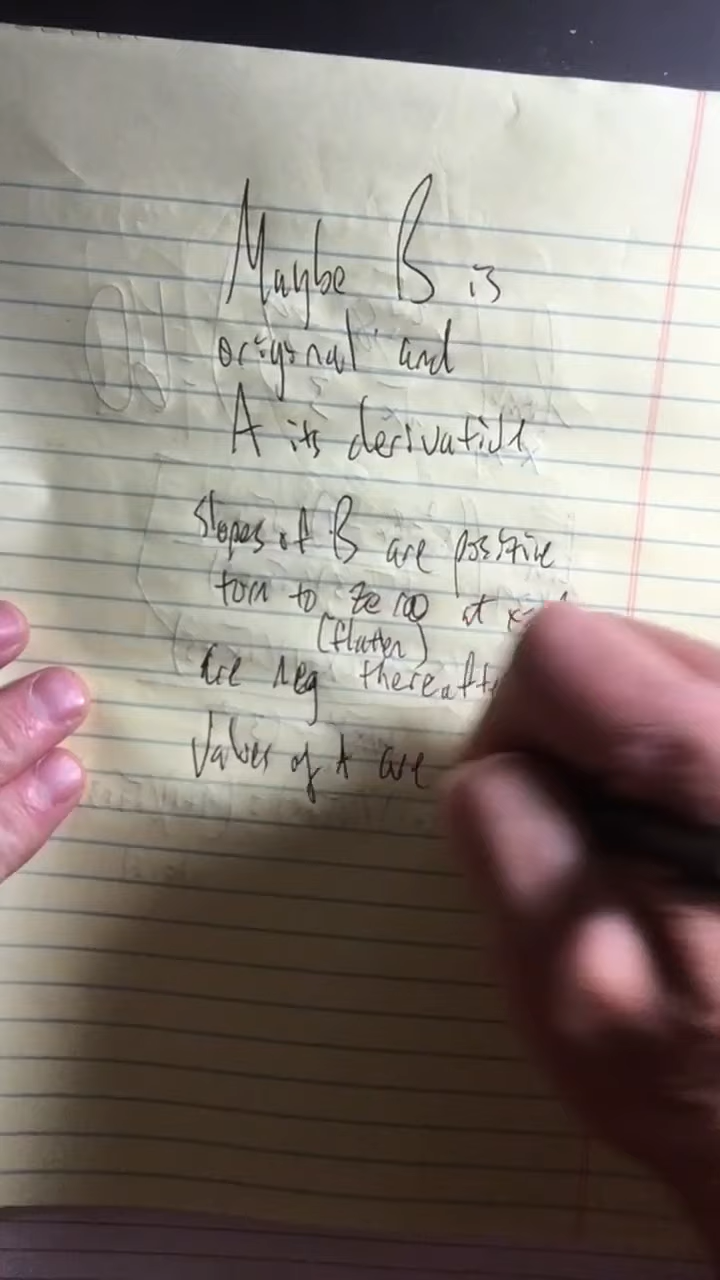 Maybe B is
original and
A its derivative
Slopes of B are positive
turn to zero at
(flatten)
are neg thereafte
Values of A are